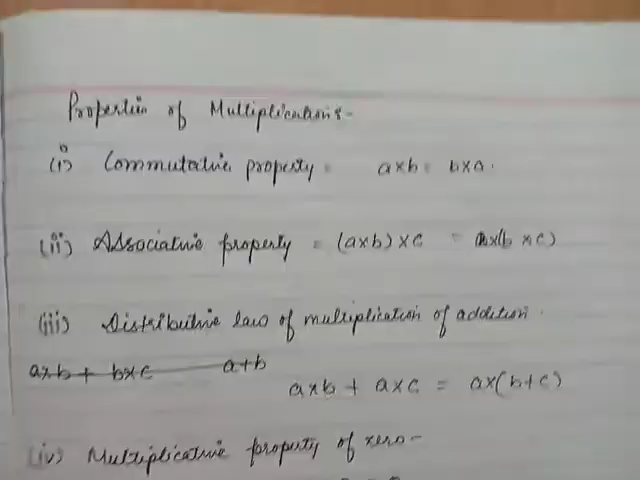 Properties of Multiplications-
(i) Commutative property = a×b = b×a.
(ii) Associative property = (a×b)×c = a×(b×c)
(iii) Distributive law of multiplication of addition.
a×b + b×c a+b
a×b + a×c = a×(b+c)
(iv) Multiplicative property of zero-